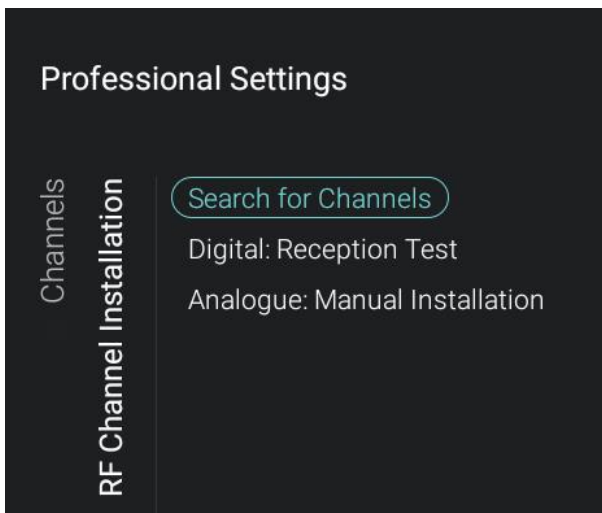 Professional Settings
Channels
RF Channel Installation
Search for Channels
Digital: Reception Test
Analogue: Manual Installation